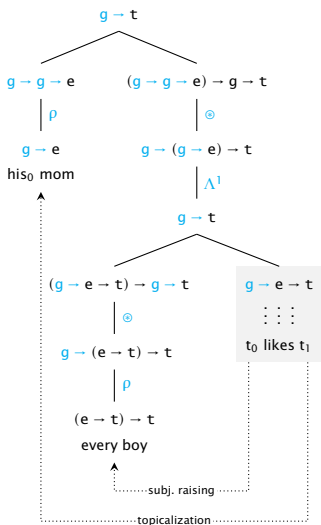 g → t
g → g → e (g → g → e) → g → t
ρ ⊛
g → e g → (g → e) → t
his₀ mom Λ¹
g → t
(g → e → t) → g → t g → e → t
⊛ ⋮ ⋮ ⋮
g → (e → t) → t t₀ likes t₁
ρ
(e → t) → t
every boy
subj. raising
topicalization